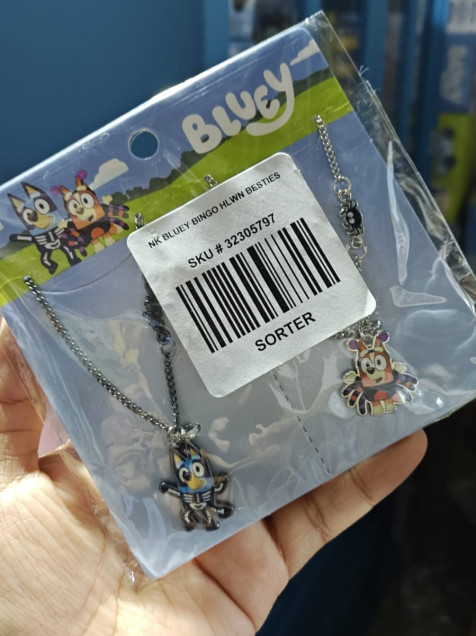 BLUEY
NK BLUEY BINGO HLWN BESTIES
SKU # 32305797
SORTER